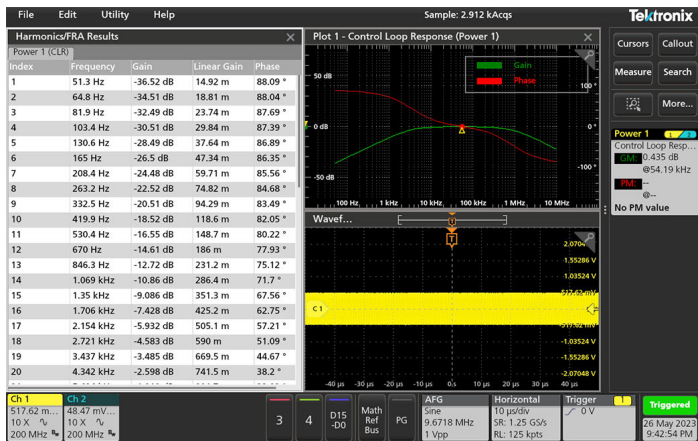 File Edit Utility Help Sample: 2.912 kAcqs Tektronix
Harmonics/FRA Results
Power 1 (CLR)
Index Frequency Gain Linear Gain Phase
1 51.3 Hz -36.52 dB 14.92 m 88.09 °
2 64.8 Hz -34.51 dB 18.81 m 88.04 °
3 81.9 Hz -32.49 dB 23.74 m 87.69 °
4 103.4 Hz -30.51 dB 29.84 m 87.39 °
5 130.6 Hz -28.49 dB 37.64 m 86.89 °
6 165 Hz -26.5 dB 47.34 m 86.35 °
7 208.4 Hz -24.48 dB 59.71 m 85.56 °
8 263.2 Hz -22.52 dB 74.82 m 84.68 °
9 332.5 Hz -20.51 dB 94.29 m 83.49 °
10 419.9 Hz -18.52 dB 118.6 m 82.05 °
11 530.4 Hz -16.55 dB 148.7 m 80.22 °
12 670 Hz -14.61 dB 186 m 77.93 °
13 846.3 Hz -12.72 dB 231.2 m 75.12 °
14 1.069 kHz -10.86 dB 286.4 m 71.7 °
15 1.35 kHz -9.086 dB 351.3 m 67.56 °
16 1.706 kHz -7.428 dB 425.2 m 62.75 °
17 2.154 kHz -5.932 dB 505.1 m 57.21 °
18 2.721 kHz -4.583 dB 590 m 51.09 °
19 3.437 kHz -3.485 dB 669.5 m 44.67 °
20 4.342 kHz -2.598 dB 741.5 m 38.2 °
Plot 1 - Control Loop Response (Power 1)
Gain
Phase
50 dB
100 °
0 dB
0 °
-100 °
-50 dB
100 Hz 1 kHz 10 kHz 100 kHz 1 MHz 10 MHz
Wavef...
T
2.0704
1.55286 V
1.03524 V
517.62 m
C1
-517.62 m
-1.03524 V
-1.55286 V
-2.07048 V
-40 µs -30 µs -20 µs -10 µs 0 s 10 µs 20 µs 30 µs 40 µs
Cursors Callout
Measure Search
More...
Power 1 1 2
Control Loop Resp...
GM: 0.435 dB
@54.19 kHz
PM: --
@--
No PM value
Ch 1
517.62 m...
10 X
200 MHz
Ch 2
48.47 mV...
10 X
200 MHz
3
4
D15
-D0
Math
Ref
Bus
PG
AFG
Sine
9.6718 MHz
1 Vpp
Horizontal
10 µs/div
SR: 1.25 GS/s
RL: 125 kpts
Trigger 1
0 V
Triggered
26 May 2023
9:42:54 PM